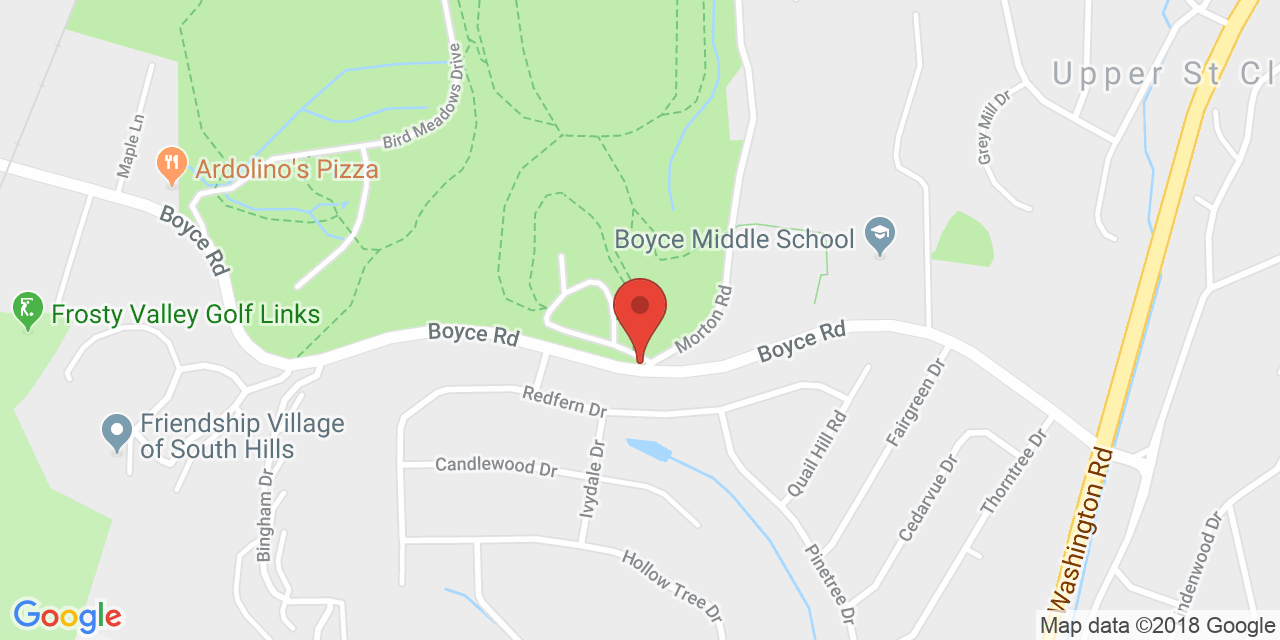 Upper St Cl
Bird Meadows Drive
Grey Mill Dr
Maple Ln
Ardolino's Pizza
Boyce Rd
Boyce Middle School
Frosty Valley Golf Links
Morton Rd
Boyce Rd
Boyce Rd
Redfern Dr
Fairgreen Dr
Quail Hill Rd
Friendship Village
of South Hills
Candlewood Dr
Ivydale Dr
Cedarvue Dr
Thorntree Dr
Bingham Dr
Washington Rd
Hollow Tree Dr
Pinetree Dr
ndenwood Dr
Google
Map data ©2018 Google